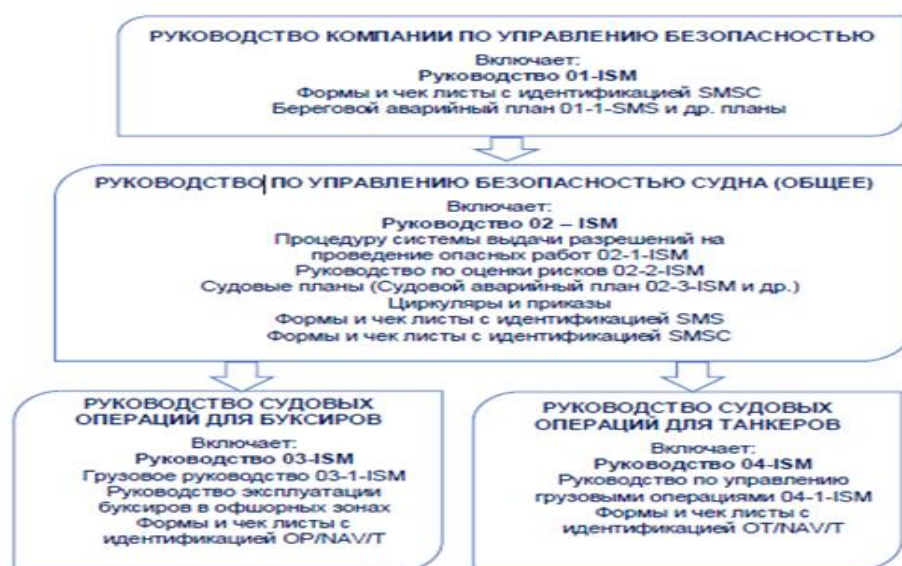 РУКОВОДСТВО КОМПАНИИ ПО УПРАВЛЕНИЮ БЕЗОПАСНОСТЬЮ
Включает:
Руководство 01-ISM
Формы и чек листы с идентификацией SMSC
Береговой аварийный план 01-1-SMS и др. планы
РУКОВОДСТВО ПО УПРАВЛЕНИЮ БЕЗОПАСНОСТЬЮ СУДНА (ОБЩЕЕ)
Включает:
Руководство 02 – ISM
Процедуру системы выдачи разрешений на
проведение опасных работ 02-1-ISM
Руководство по оценки рисков 02-2-ISM
Судовые планы (Судовой аварийный план 02-3-ISM и др.)
Циркуляры и приказы
Формы и чек листы с идентификацией SMS
Формы и чек листы с идентификацией SMSC
РУКОВОДСТВО СУДОВЫХ
ОПЕРАЦИЙ ДЛЯ БУКСИРОВ
Включает:
Руководство 03-ISM
Грузовое руководство 03-1-ISM
Руководство эксплуатации
буксиров в офшорных зонах
Формы и чек листы с
идентификацией OP/NAV/T
РУКОВОДСТВО СУДОВЫХ
ОПЕРАЦИЙ ДЛЯ ТАНКЕРОВ
Включает:
Руководство 04-ISM
Руководство по управлению
грузовыми операциями 04-1-ISM
Формы и чек листы с
идентификацией OT/NAV/T